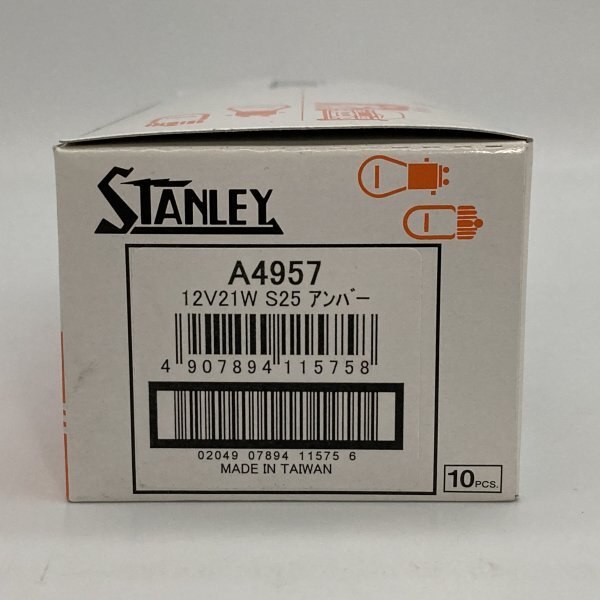 STANLEY
A4957
12V21W S25 アンバー
4 907894 115758
02049 07894 11575 6
MADE IN TAIWAN
10PCS.